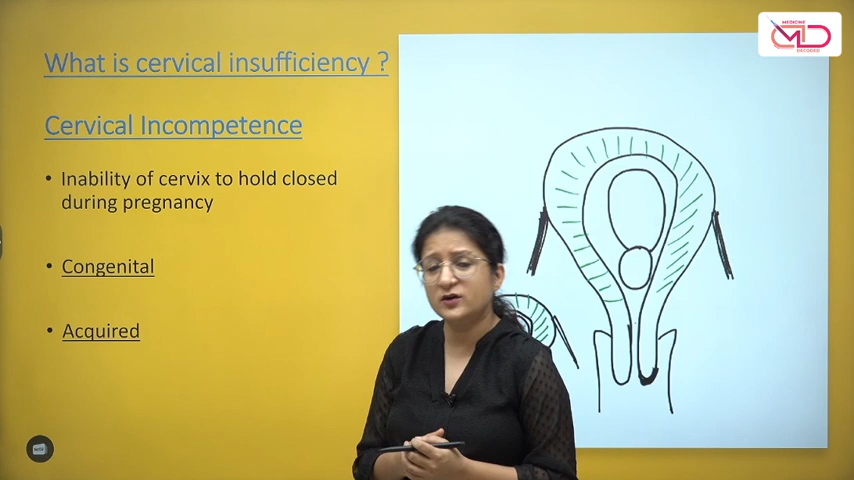 What is cervical insufficiency ?
Cervical Incompetence
• Inability of cervix to hold closed
during pregnancy
• Congenital
• Acquired
MEDICINE
MD
DECODED